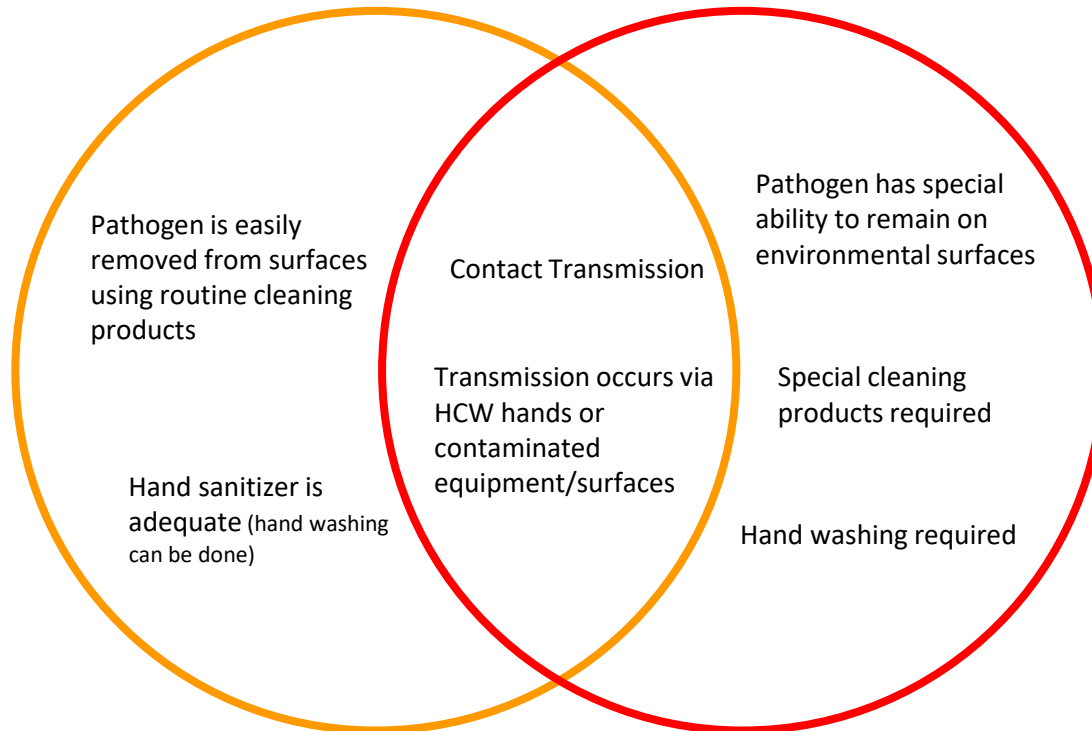 Pathogen is easily
removed from surfaces
using routine cleaning
products
Hand sanitizer is
adequate (hand washing
can be done)
Contact Transmission
Transmission occurs via
HCW hands or
contaminated
equipment/surfaces
Pathogen has special
ability to remain on
environmental surfaces
Special cleaning
products required
Hand washing required